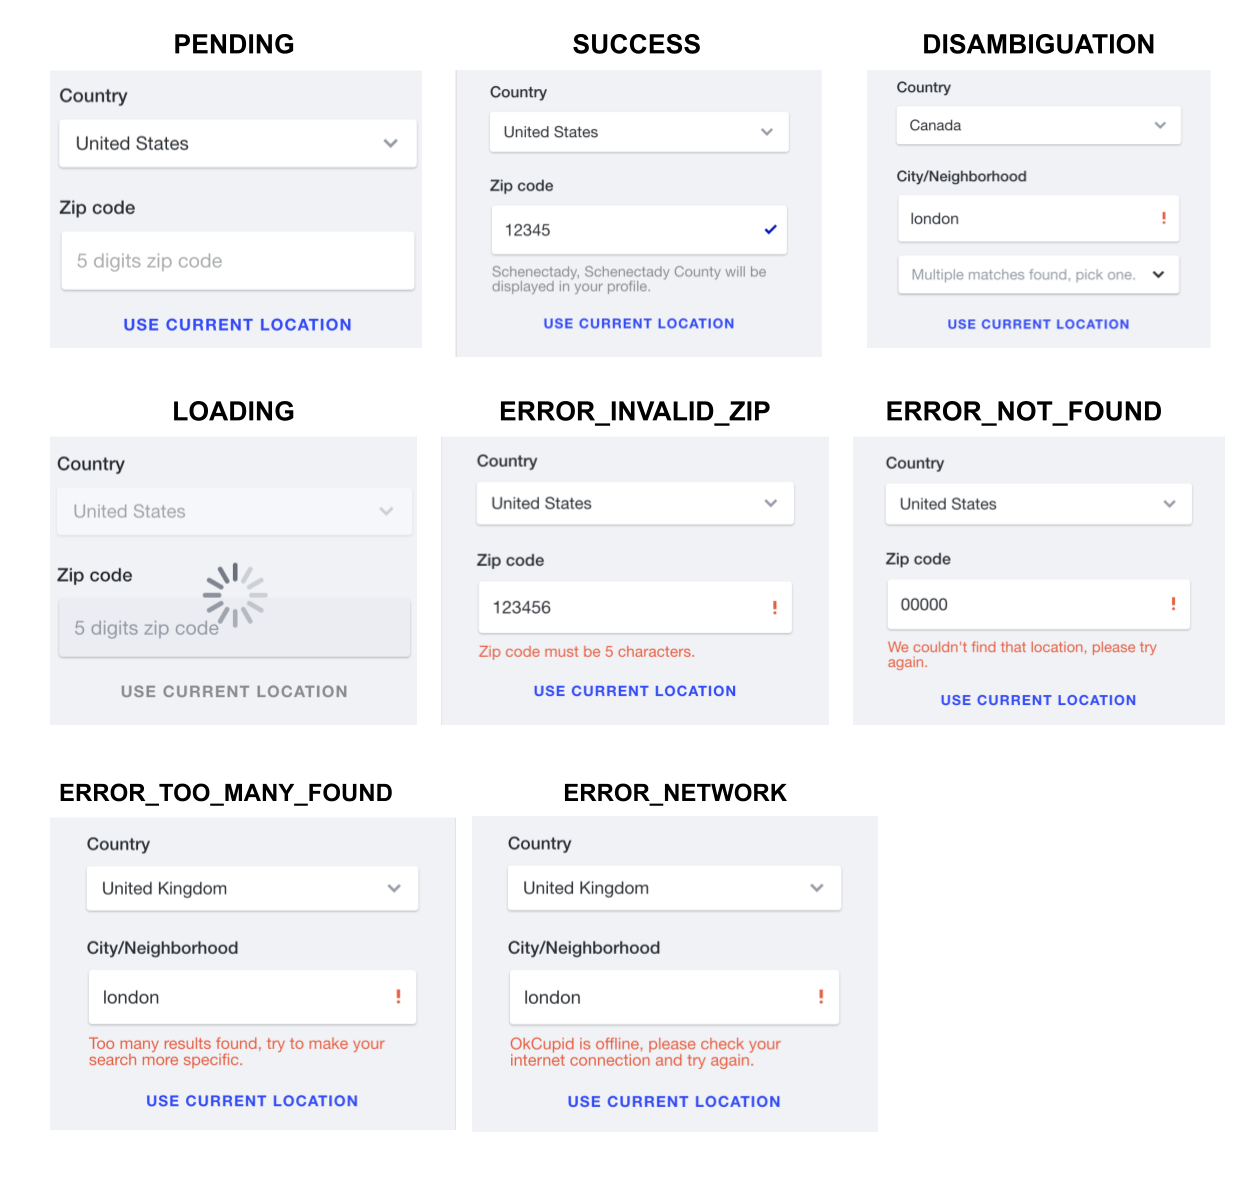 PENDING
Country
United States
Zip code
5 digits zip code
USE CURRENT LOCATION
SUCCESS
Country
United States
Zip code
12345
Schenectady, Schenectady County will be
displayed in your profile.
USE CURRENT LOCATION
DISAMBIGUATION
Country
Canada
City/Neighborhood
london
!
Multiple matches found, pick one.
USE CURRENT LOCATION
LOADING
Country
United States
Zip code
5 digits zip code
USE CURRENT LOCATION
ERROR_INVALID_ZIP
Country
United States
Zip code
123456
!
Zip code must be 5 characters.
USE CURRENT LOCATION
ERROR_NOT_FOUND
Country
United States
Zip code
00000
!
We couldn't find that location, please try
again.
USE CURRENT LOCATION
ERROR_TOO_MANY_FOUND
Country
United Kingdom
City/Neighborhood
london
!
Too many results found, try to make your
search more specific.
USE CURRENT LOCATION
ERROR_NETWORK
Country
United Kingdom
City/Neighborhood
london
!
OkCupid is offline, please check your
internet connection and try again.
USE CURRENT LOCATION